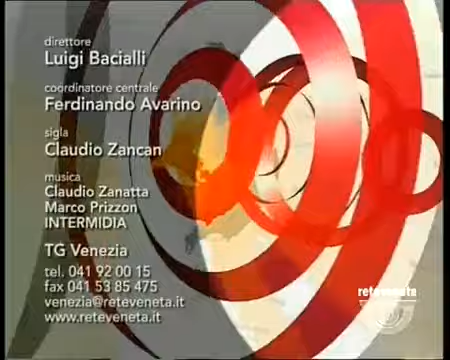 direttore
Luigi Bacialli
coordinatore centrale
Ferdinando Avarino
sigla
Claudio Zancan
musica
Claudio Zanatta
Marco Prizzon
INTERMIDIA
TG Venezia
tel. 041 92 00 15
fax 041 53 85 475
venezia@reteveneta.it
www.reteveneta.it
reteveneta